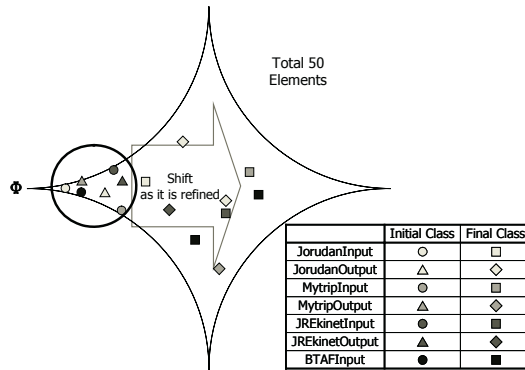 Total 50
Elements
Shift
as it is refined
Φ
Initial Class Final Class
JorudanInput
JorudanOutput
MytripInput
MytripOutput
JREkinetInput
JREkinetOutput
BTAFInput